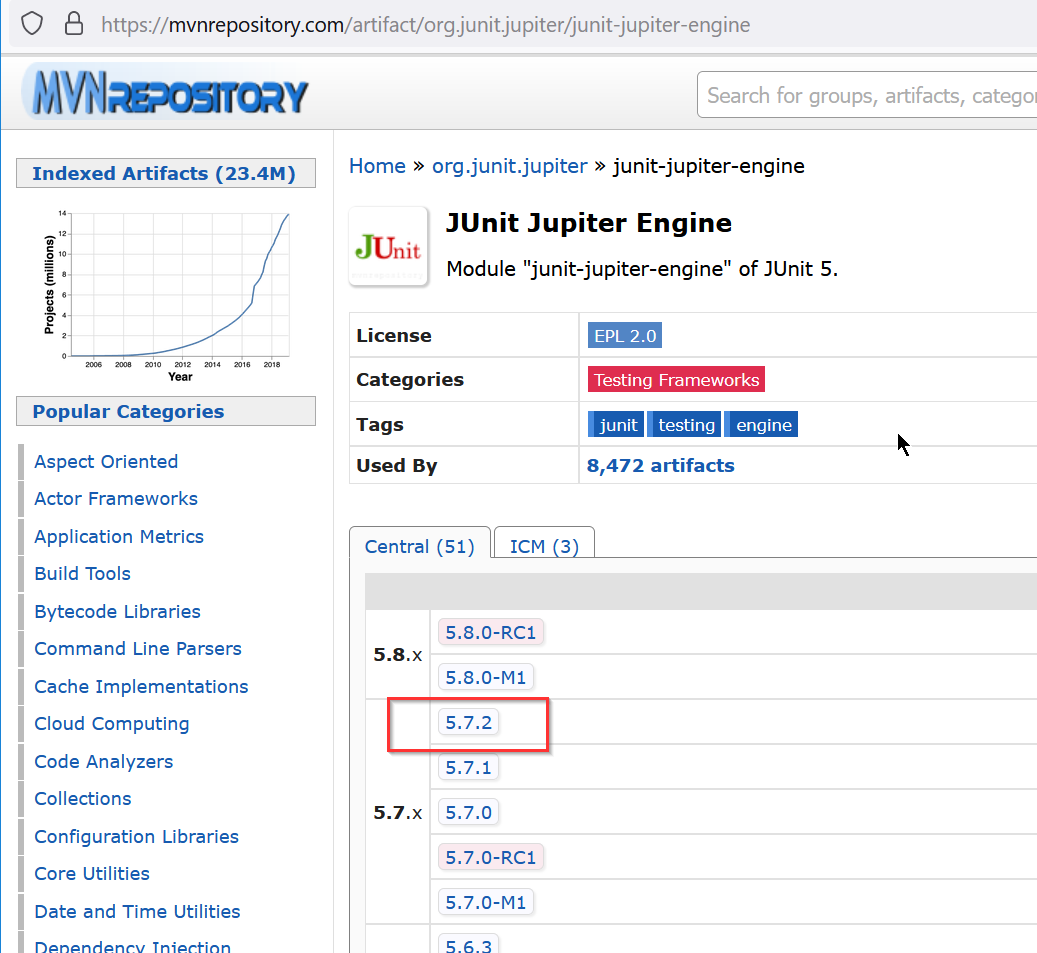 https://mvnrepository.com/artifact/org.junit.jupiter/junit-jupiter-engine
MVNREPOSITORY
Search for groups, artifacts, catego
Indexed Artifacts (23.4M)
Projects (millions)
14
12
10
8
6
4
2
0
2006 2008 2010 2012 2014 2016 2018
Year
Popular Categories
Aspect Oriented
Actor Frameworks
Application Metrics
Build Tools
Bytecode Libraries
Command Line Parsers
Cache Implementations
Cloud Computing
Code Analyzers
Collections
Configuration Libraries
Core Utilities
Date and Time Utilities
Dependency Injection
Home » org.junit.jupiter » junit-jupiter-engine
JUnit
JUnit Jupiter Engine
Module "junit-jupiter-engine" of JUnit 5.
License EPL 2.0
Categories Testing Frameworks
Tags junit testing engine
Used By 8,472 artifacts
Central (51) ICM (3)
5.8.x
5.8.0-RC1
5.8.0-M1
5.7.x
5.7.2
5.7.1
5.7.0
5.7.0-RC1
5.7.0-M1
5.6.3